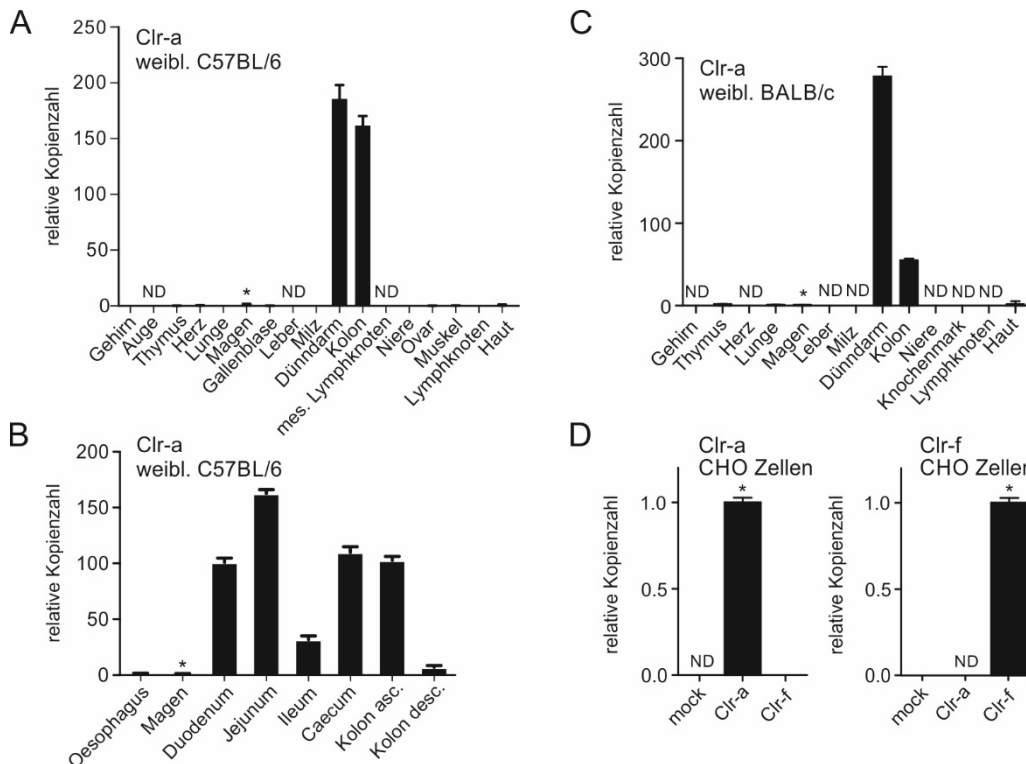 A
Clr-a
weibl. C57BL/6
relative Kopienzahl
250
200
150
100
50
0
ND
*
ND
ND
Gehirn
Auge
Thymus
Herz
Lunge
Magen
Gallenblase
Leber
Milz
Dünndarm
Kolon
mes. Lymphknoten
Niere
Ovar
Muskel
Lymphknoten
Haut
C
Clr-a
weibl. BALB/c
relative Kopienzahl
300
200
100
0
ND
ND
*
ND
ND
ND
ND
ND
Gehirn
Thymus
Herz
Lunge
Magen
Leber
Milz
Dünndarm
Kolon
Niere
Knochenmark
Lymphknoten
Haut
B
Clr-a
weibl. C57BL/6
relative Kopienzahl
200
150
100
50
0
*
Oesophagus
Magen
Duodenum
Jejunum
Ileum
Caecum
Kolon asc.
Kolon desc.
D
Clr-a
CHO Zellen
relative Kopienzahl
1.0
0.5
0.0
ND
*
mock
Clr-a
Clr-f
Clr-f
CHO Zellen
relative Kopienzahl
1.0
0.5
0.0
ND
*
mock
Clr-a
Clr-f